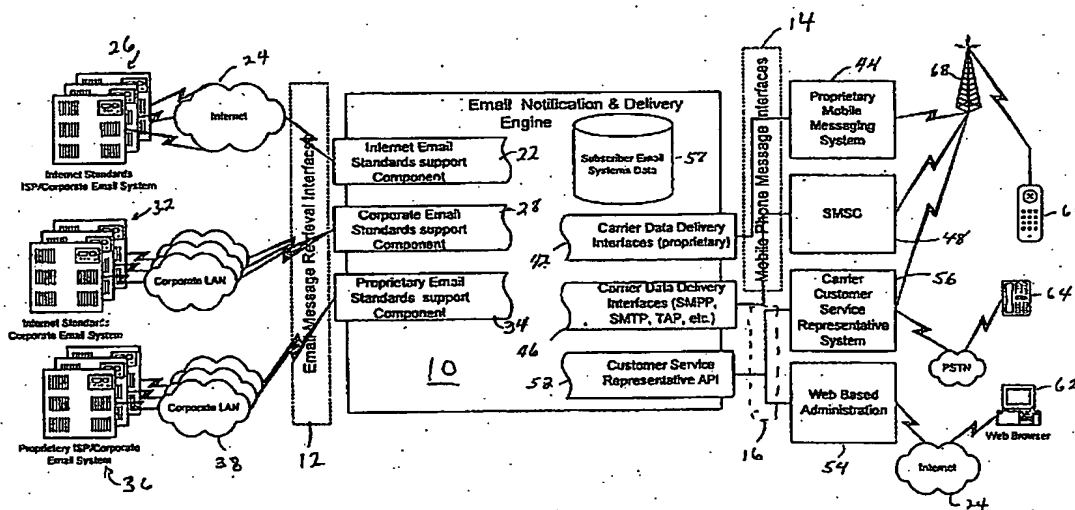 26
24
Internet
Internet Standards
ISP/Corporate Email System
32
Corporate LAN
Internet Standards
Corporate Email System
Corporate LAN
38
Proprietary ISP/Corporate
Email System
36
Email Message Retrieval Interfaces
12
Email Notification & Delivery
Engine
Internet Email
Standards support
Component
22
Corporate Email
Standards support
Component
28
Proprietary Email
Standards support
Component
34
10
Subscriber Email
Systems Data
Carrier Data Delivery
Interfaces (proprietary)
42
Carrier Data Delivery
Interfaces (SMPP,
SMTP, TAP, etc.)
46
Customer Service
Representative API
52
14
Mobile Phone Message Interfaces
16
44
Proprietary
Mobile
Messaging
System
SMSC
48
56
Carrier
Customer
Service
Representative
System
Web Based
Administration
54
68
6
64
PSTN
62
Web Browser
Internet
24